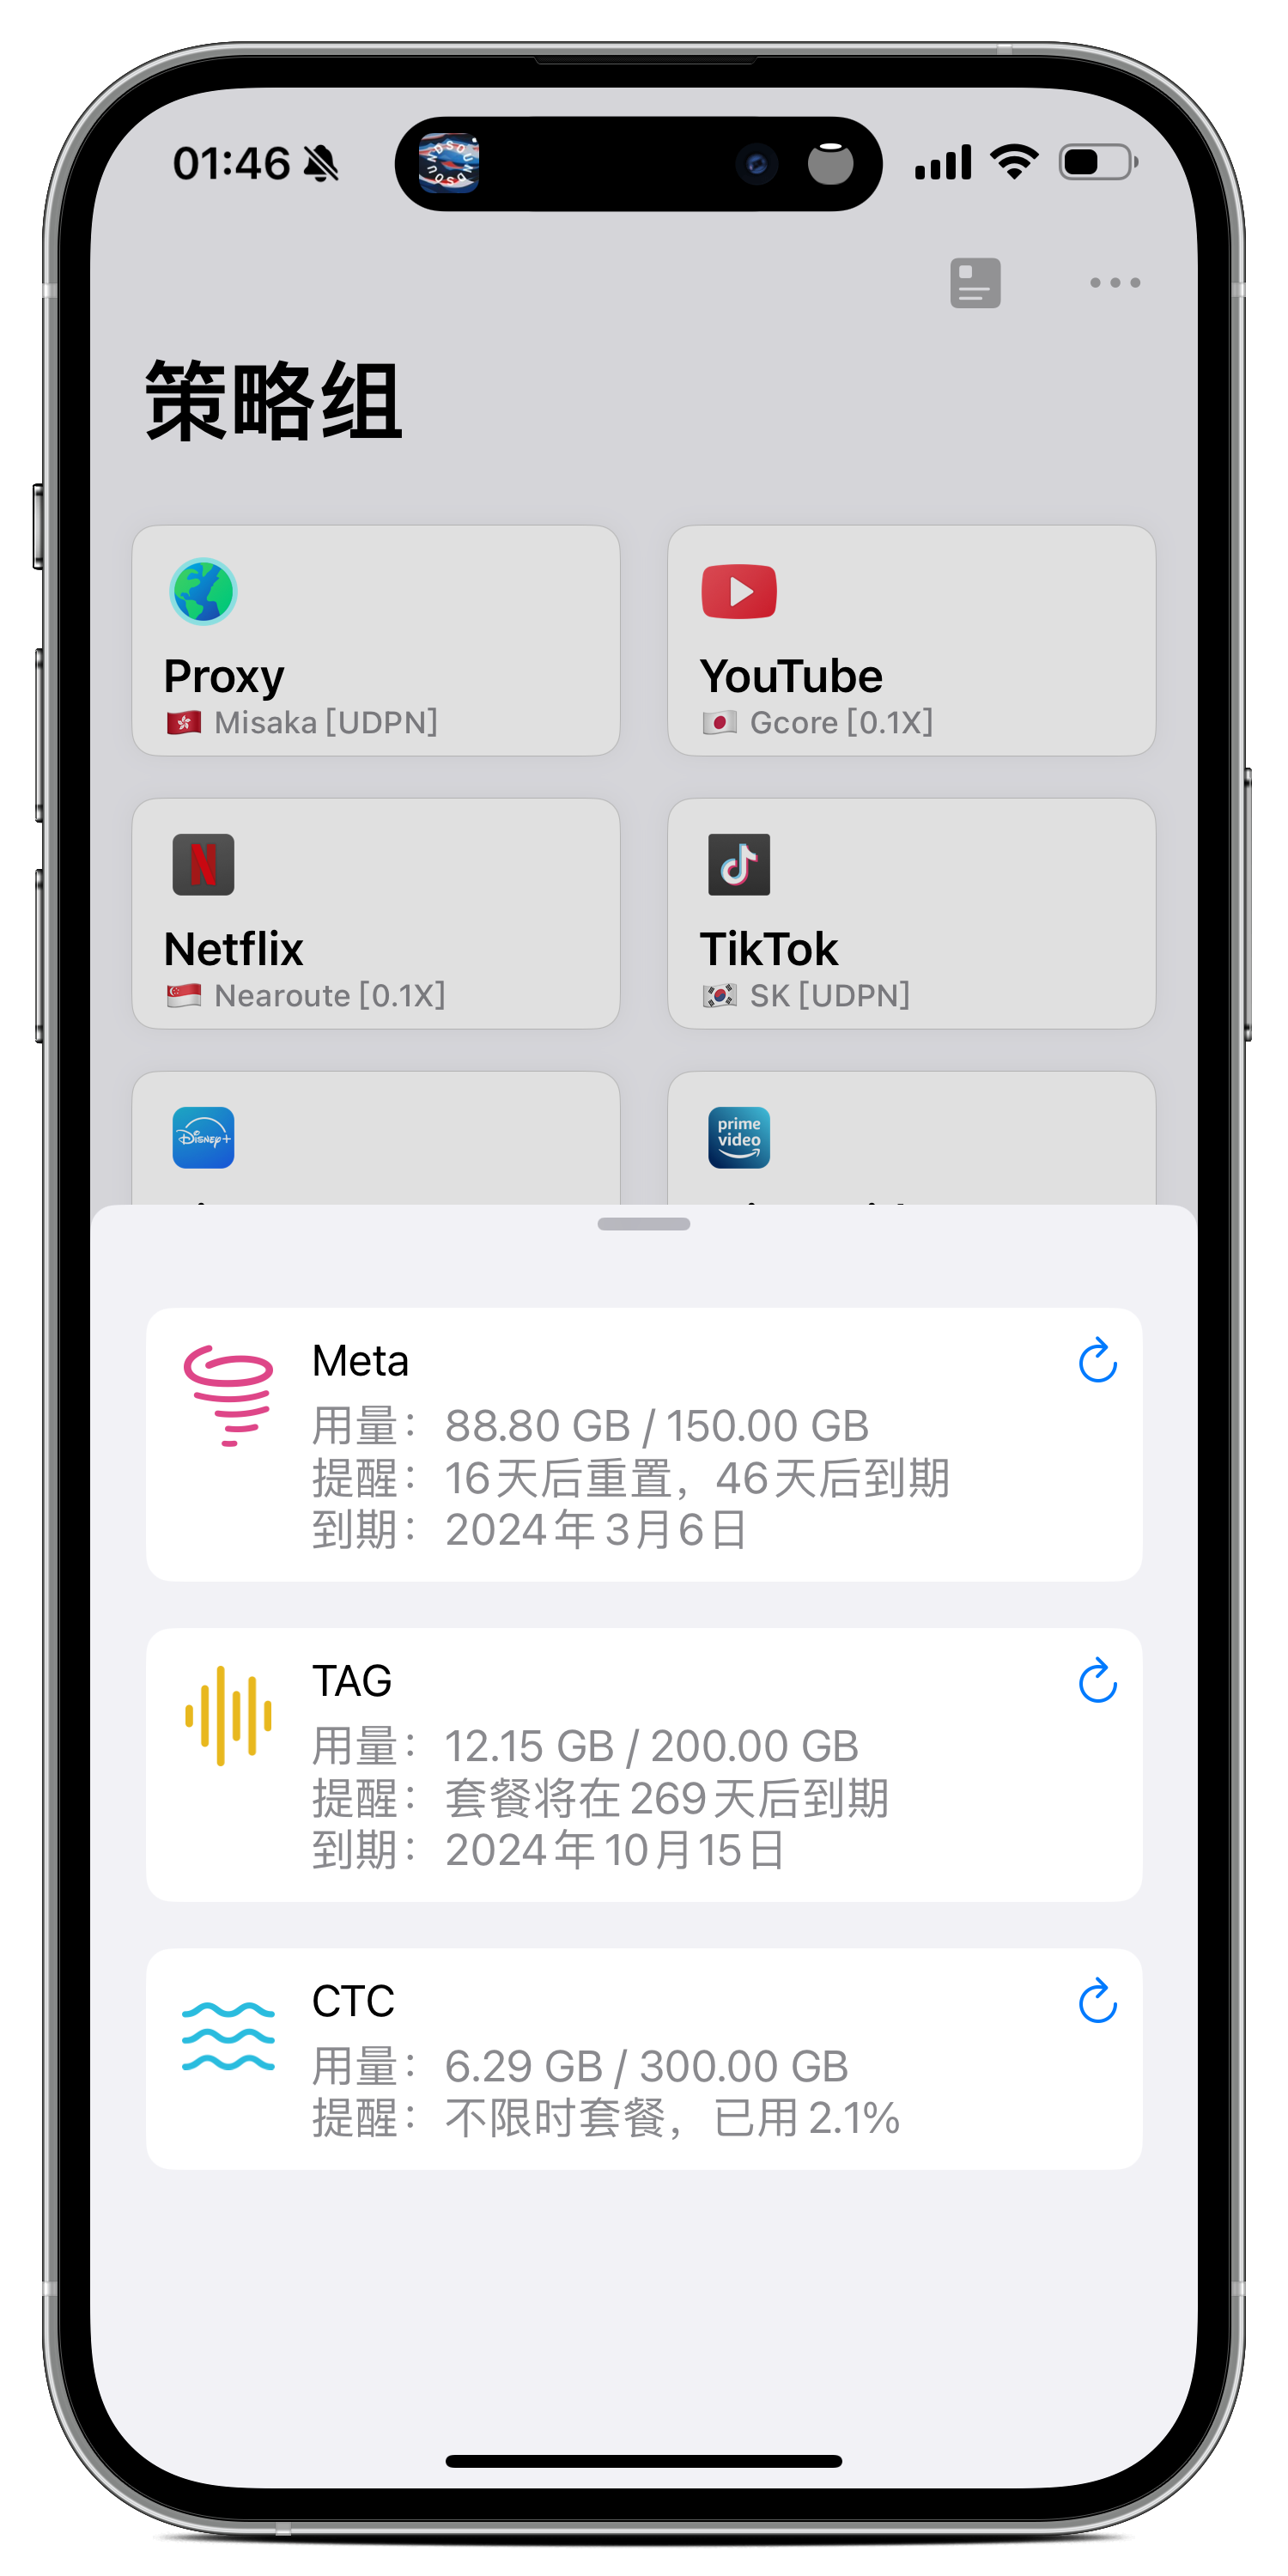 01:46
SOUNDSOUNDSOUNDS
策略组
Proxy
Misaka [UDPN]
YouTube
Gcore [0.1X]
N
Netflix
Nearoute [0.1X]
TikTok
SK [UDPN]
Disney+
prime
video
Meta
用量： 88.80 GB / 150.00 GB
提醒： 16天后重置，46天后到期
到期： 2024年3月6日
TAG
用量： 12.15 GB / 200.00 GB
提醒： 套餐将在269天后到期
到期： 2024年10月15日
CTC
用量： 6.29 GB / 300.00 GB
提醒： 不限时套餐，已用 2.1%